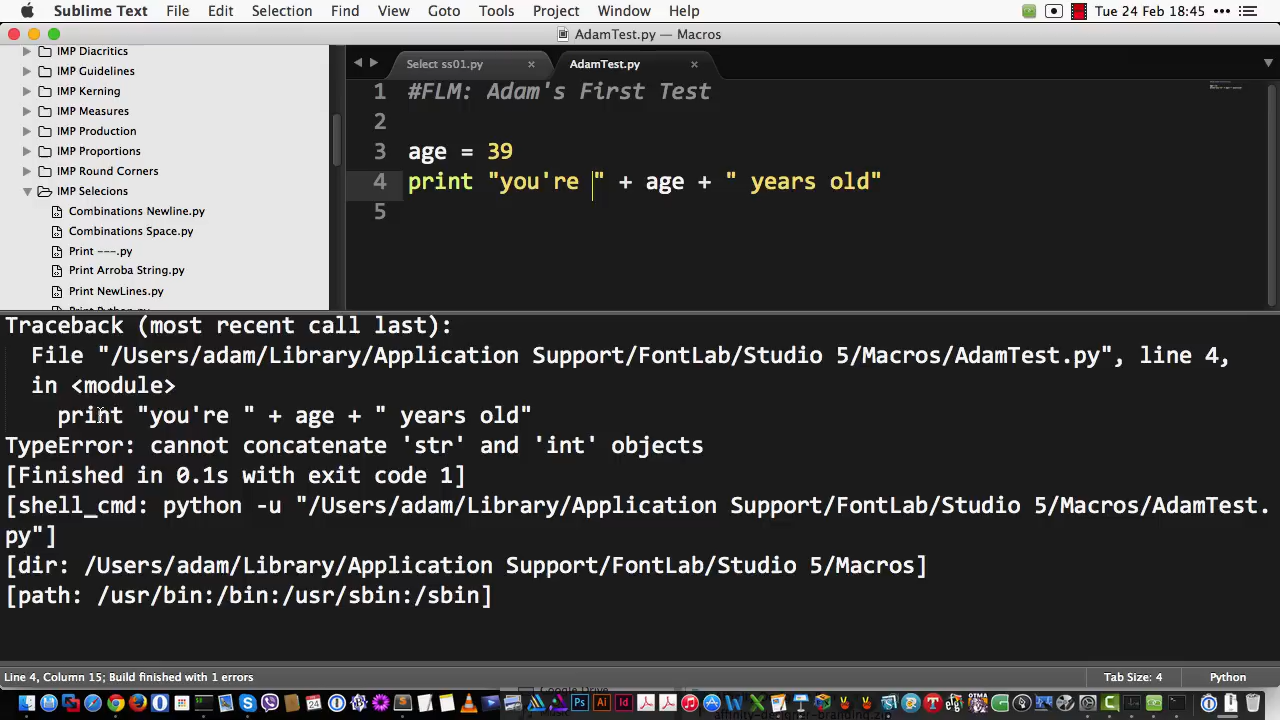 Sublime Text File Edit Selection Find View Goto Tools Project Window Help Tue 24 Feb 18:45
AdamTest.py — Macros
IMP Diacritics
IMP Guidelines
IMP Kerning
IMP Measures
IMP Production
IMP Proportions
IMP Round Corners
IMP Selecions
Combinations Newline.py
Combinations Space.py
Print ---.py
Print Arroba String.py
Print NewLines.py
Print Python.py
Select ss01.py × AdamTest.py ×
1 #FLM: Adam's First Test
2
3 age = 39
4 print "you're " + age + " years old"
5
Traceback (most recent call last):
File "/Users/adam/Library/Application Support/FontLab/Studio 5/Macros/AdamTest.py", line 4,
in <module>
print "you're " + age + " years old"
TypeError: cannot concatenate 'str' and 'int' objects
[Finished in 0.1s with exit code 1]
[shell_cmd: python -u "/Users/adam/Library/Application Support/FontLab/Studio 5/Macros/AdamTest.
py"]
[dir: /Users/adam/Library/Application Support/FontLab/Studio 5/Macros]
[path: /usr/bin:/bin:/usr/sbin:/sbin]
Line 4, Column 15; Build finished with 1 errors Tab Size: 4 Python